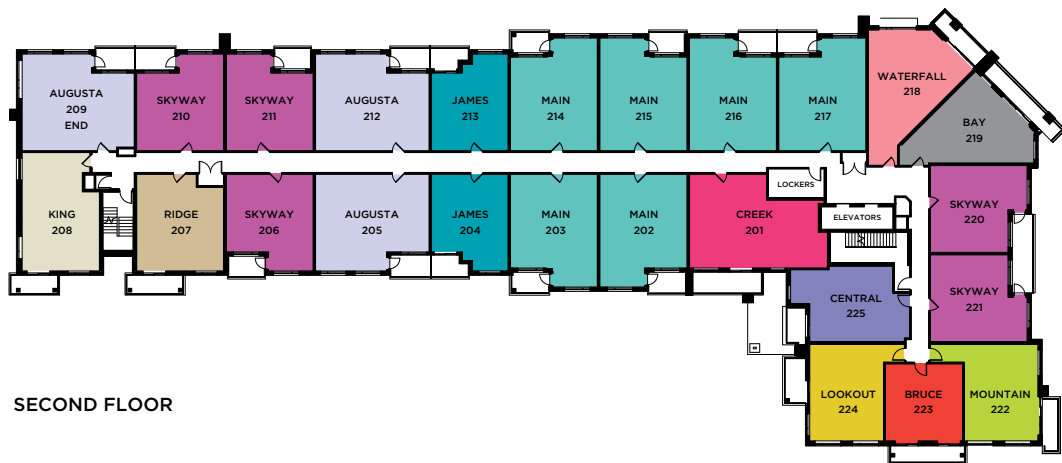 AUGUSTA
209
END
SKYWAY
210
SKYWAY
211
AUGUSTA
212
JAMES
213
MAIN
214
MAIN
215
MAIN
216
MAIN
217
WATERFALL
218
BAY
219
KING
208
RIDGE
207
SKYWAY
206
AUGUSTA
205
JAMES
204
MAIN
203
MAIN
202
CREEK
201
LOCKERS
ELEVATORS
SKYWAY
220
SKYWAY
221
CENTRAL
225
LOOKOUT
224
BRUCE
223
MOUNTAIN
222
SECOND FLOOR